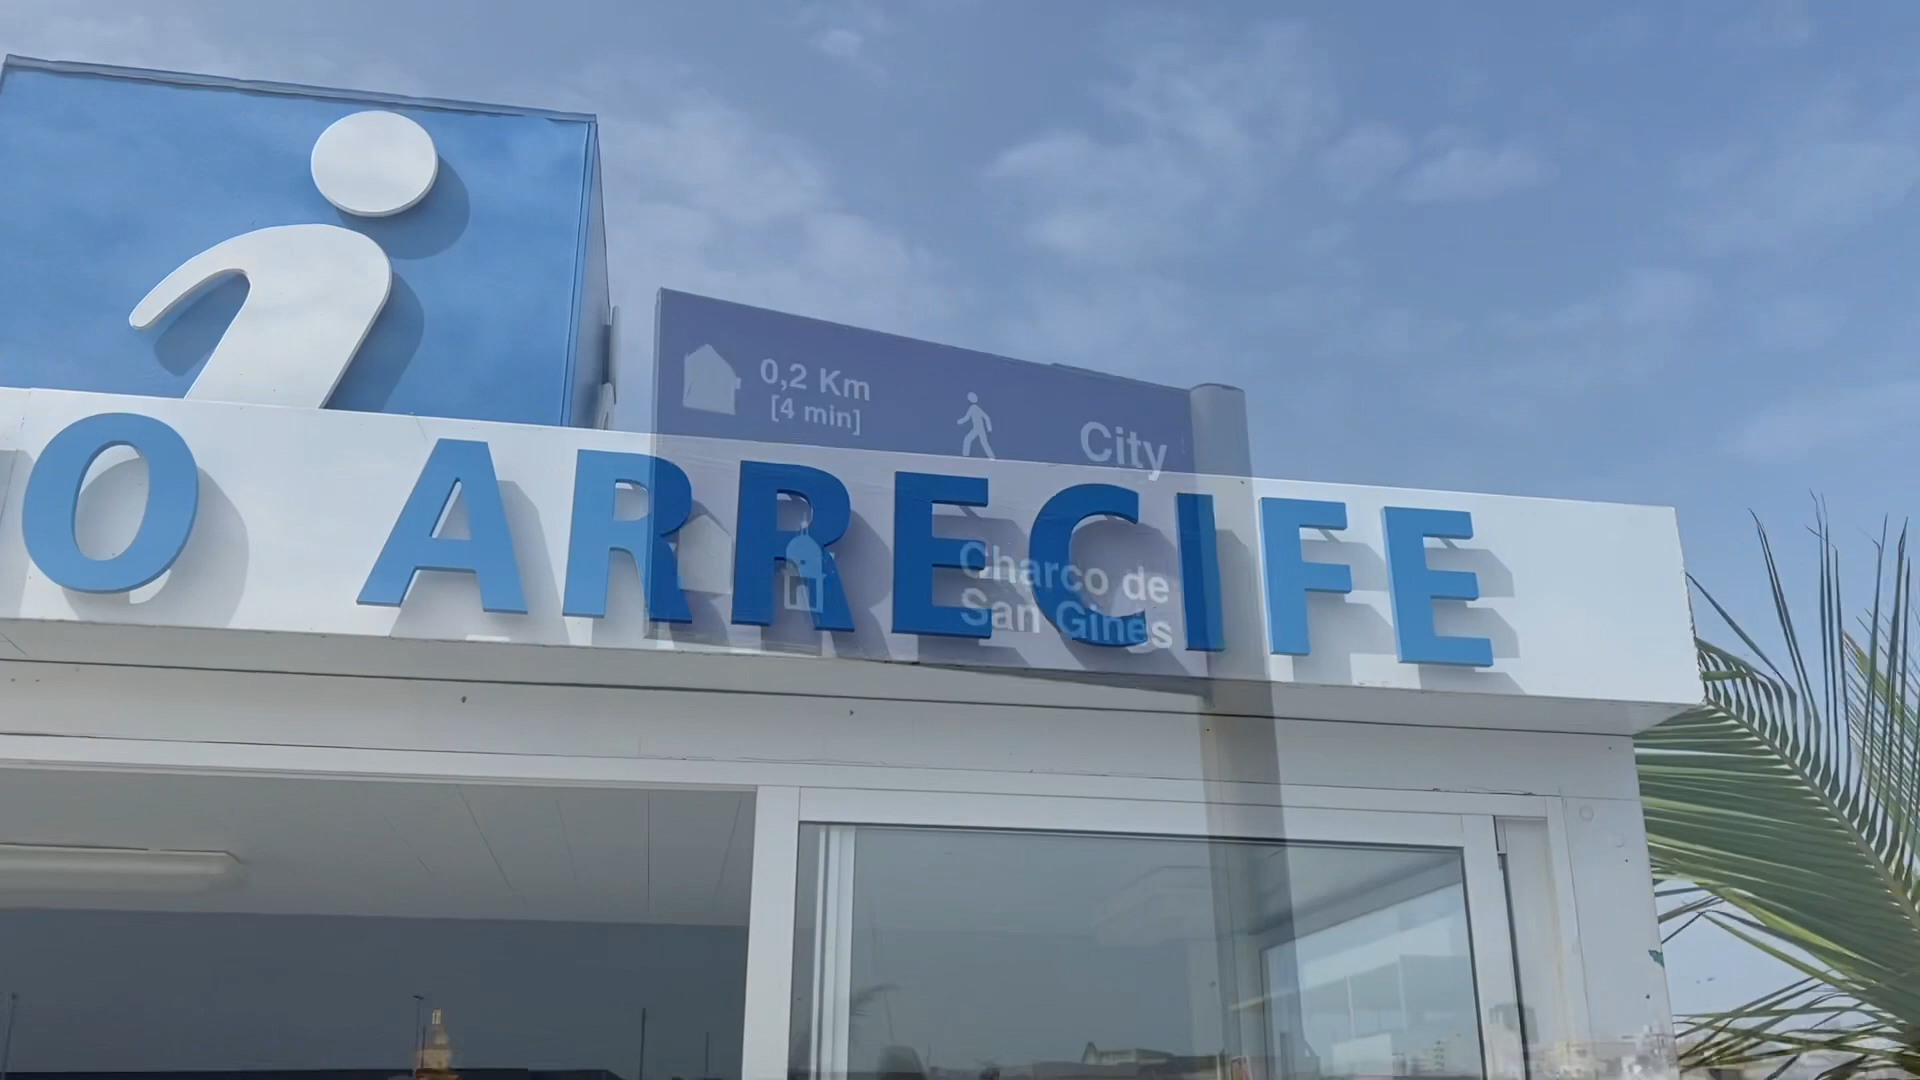 i
0,2 Km
[4 min]
City
O ARRECIFE
Charco de
San Ginés